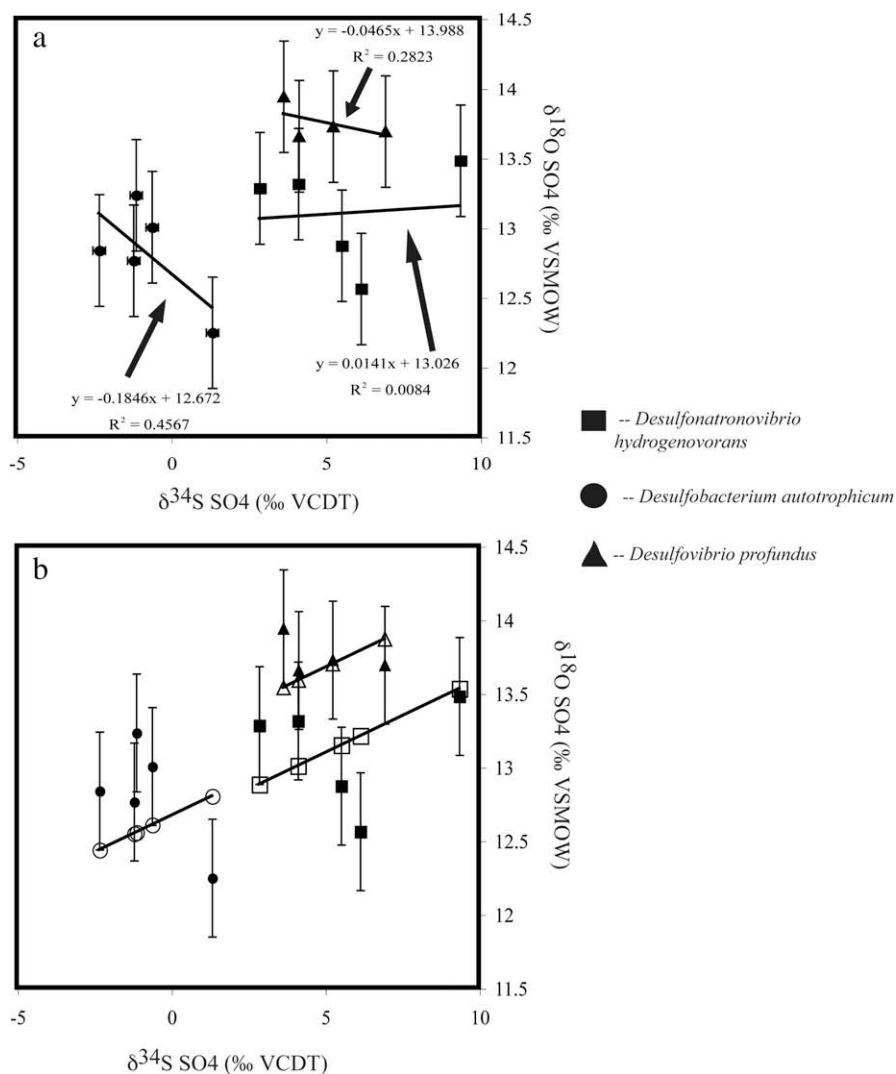 a
y = -0.0465x + 13.988
R² = 0.2823
14.5
14
13.5
13
12.5
12
11.5
δ¹⁸O SO4 (‰ VSMOW)
y = 0.0141x + 13.026
R² = 0.0084
y = -0.1846x + 12.672
R² = 0.4567
-5 0 5 10
δ³⁴S SO4 (‰ VCDT)
-- Desulfonatronovibrio
hydrogenovorans
-- Desulfobacterium autotrophicum
-- Desulfovibrio profundus
b
14.5
14
13.5
13
12.5
12
11.5
δ¹⁸O SO4 (‰ VSMOW)
-5 0 5 10
δ³⁴S SO4 (‰ VCDT)